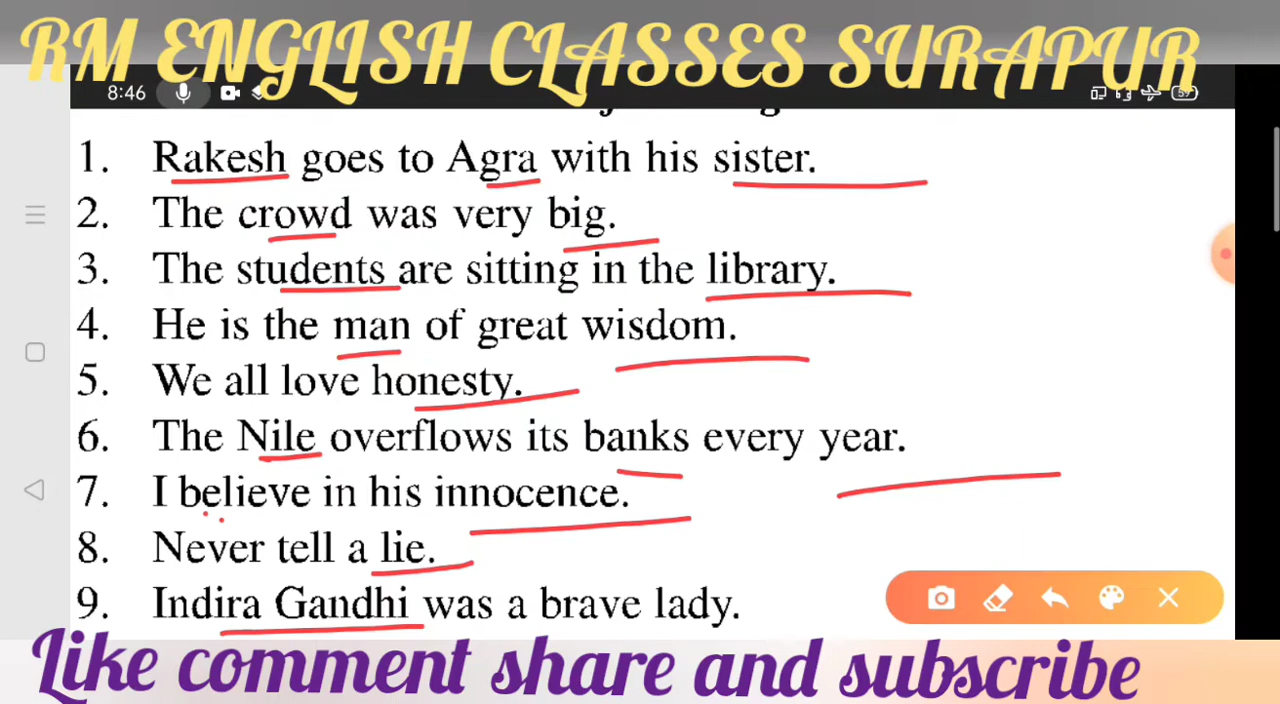 RM ENGLISH CLASSES SURAPUR
8:46
59
1. Rakesh goes to Agra with his sister.
2. The crowd was very big.
3. The students are sitting in the library.
4. He is the man of great wisdom.
5. We all love honesty.
6. The Nile overflows its banks every year.
7. I believe in his innocence.
8. Never tell a lie.
9. Indira Gandhi was a brave lady.
Like comment share and subscribe